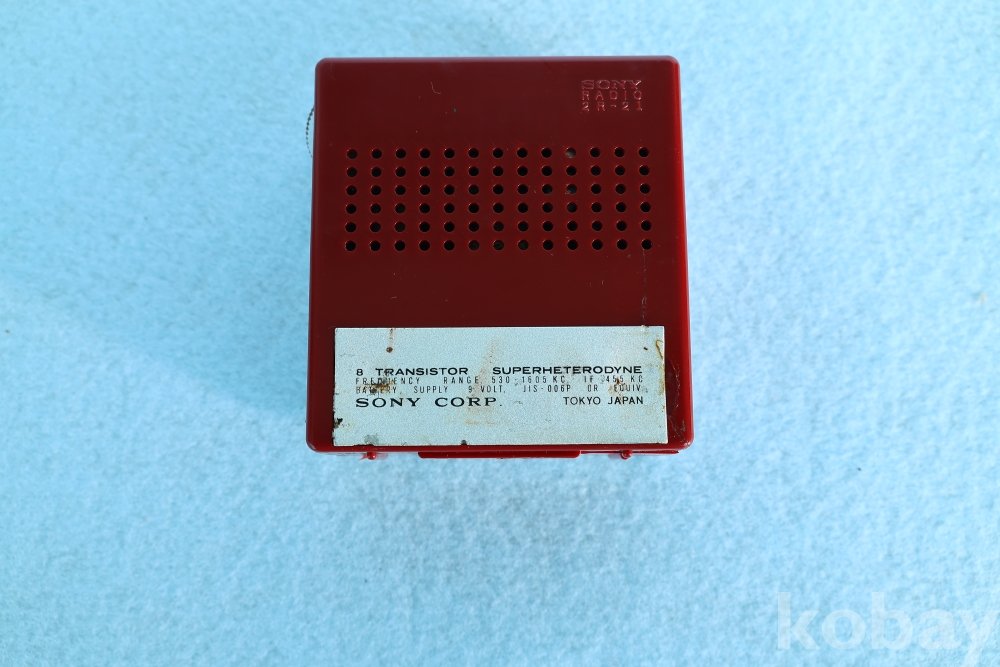 SONY
RADIO
2R-21
8 TRANSISTOR SUPERHETERODYNE
FREQUENCY RANGE 530-1605 KC. IF 455 KC
BATTERY SUPPLY 9 VOLT. JIS-006P OR EQUIV.
SONY CORP. TOKYO JAPAN
kobay